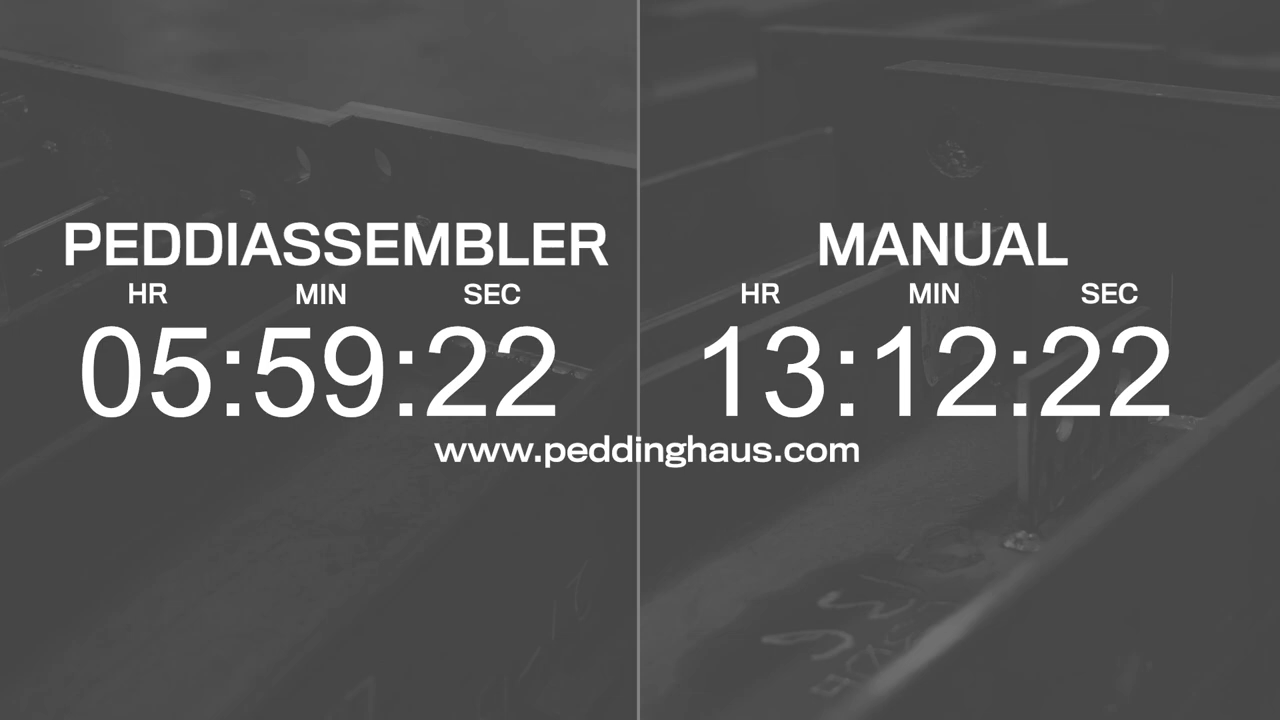 PEDDIASSEMBLER
HR MIN SEC
05:59:22
MANUAL
HR MIN SEC
13:12:22
www.peddinghaus.com